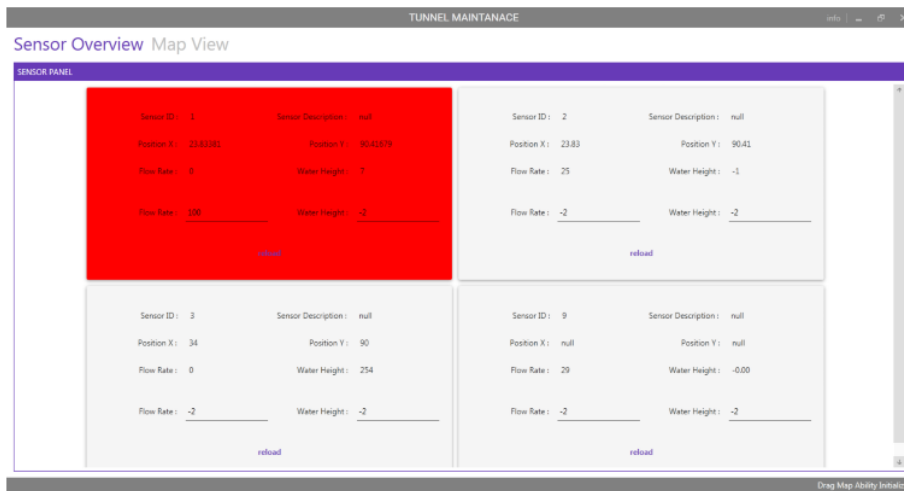 TUNNEL MAINTANACE
info
Sensor Overview Map View
SENSOR PANEL
Sensor ID : 1 Sensor Description : null
Position X : 23.83381 Position Y : 90.41679
Flow Rate : 0 Water Height : 7
Flow Rate : 100 Water Height : -2
reload
Sensor ID : 2 Sensor Description : null
Position X : 23.83 Position Y : 90.41
Flow Rate : 25 Water Height : -1
Flow Rate : -2 Water Height : -2
reload
Sensor ID : 3 Sensor Description : null
Position X : 34 Position Y : 90
Flow Rate : 0 Water Height : 254
Flow Rate : -2 Water Height : -2
reload
Sensor ID : 9 Sensor Description : null
Position X : null Position Y : null
Flow Rate : 29 Water Height : -0.00
Flow Rate : -2 Water Height : -2
reload
Drag Map Ability